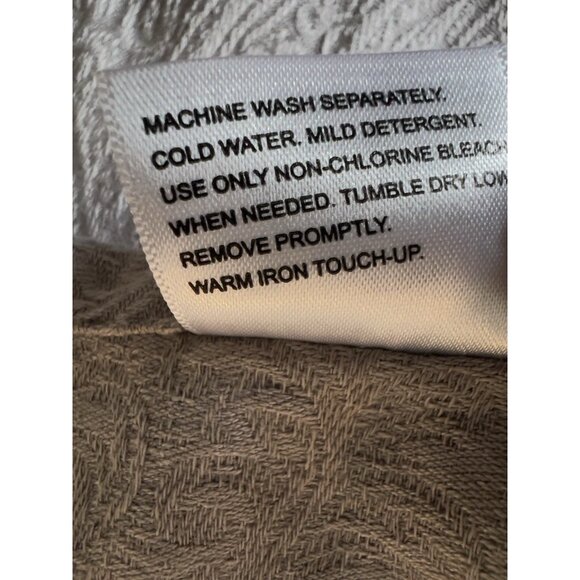 MACHINE WASH SEPARATELY.
COLD WATER. MILD DETERGENT.
USE ONLY NON-CHLORINE BLEACH
WHEN NEEDED. TUMBLE DRY LOW
REMOVE PROMPTLY.
WARM IRON TOUCH-UP.